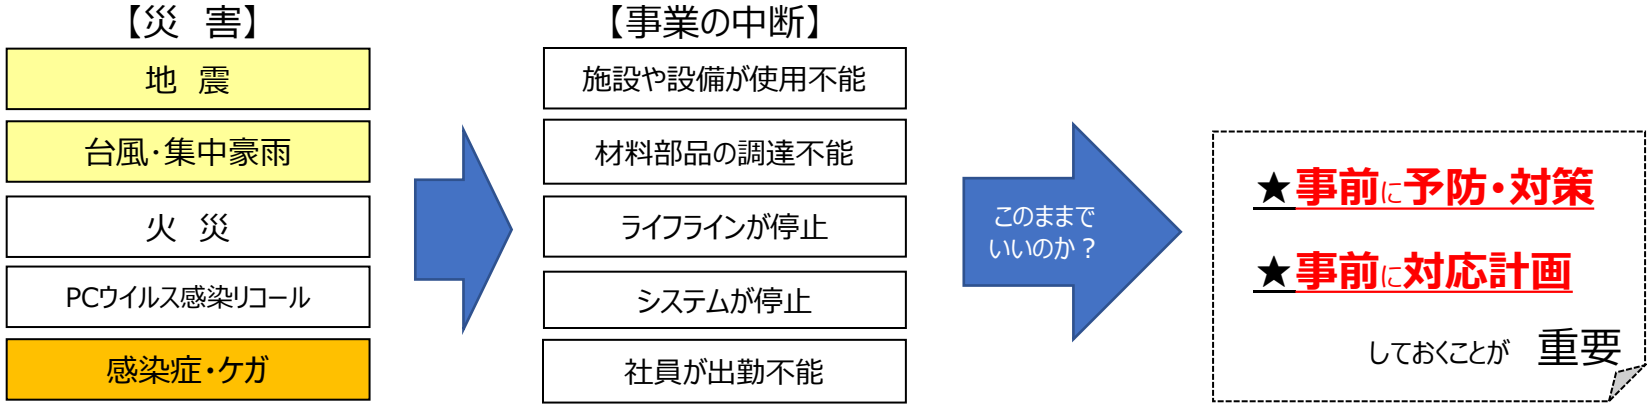 【災　害】
地　震
台風・集中豪雨
火　災
PCウイルス感染リコール
感染症・ケガ
【事業の中断】
施設や設備が使用不能
材料部品の調達不能
ライフラインが停止
システムが停止
社員が出勤不能
このままで
いいのか？
★事前に予防・対策
★事前に対応計画
しておくことが　重要